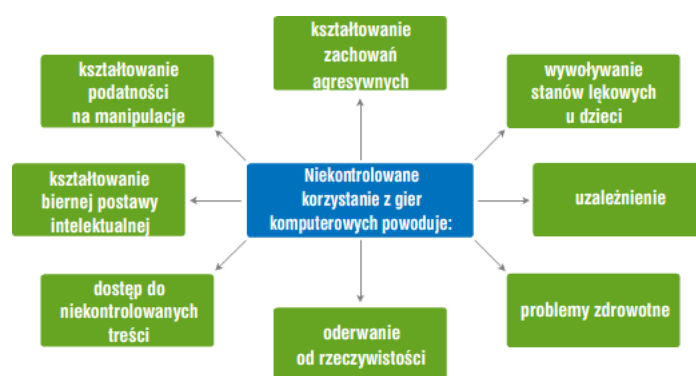 kształtowanie
zachowań
agresywnych
kształtowanie
podatności
na manipulacje
wywoływanie
stanów lękowych
u dzieci
kształtowanie
biernej postawy
intelektualnej
Niekontrolowane
korzystanie z gier
komputerowych powoduje:
uzależnienie
dostęp do
niekontrolowanych
treści
oderwanie
od rzeczywistości
problemy zdrowotne